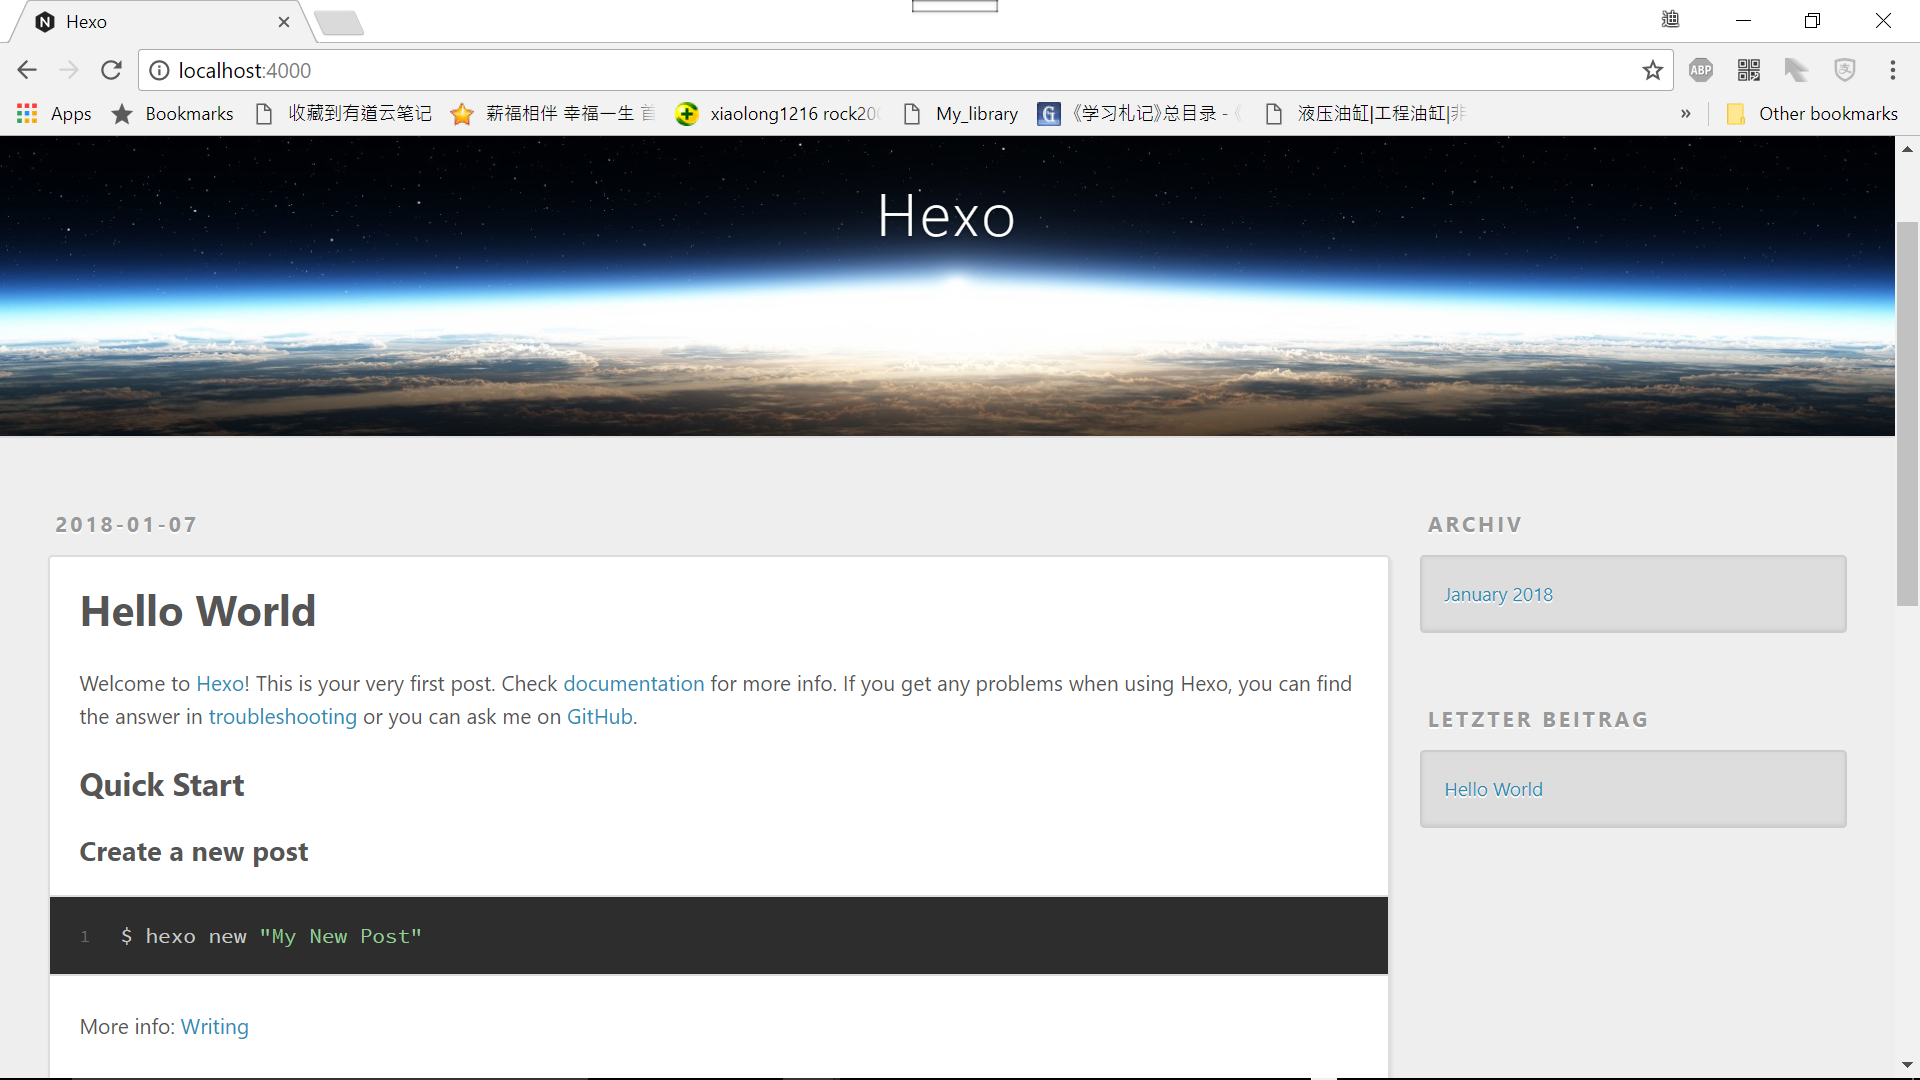 Hexo
迪
localhost:4000
ABP
支
Apps
Bookmarks
收藏到有道云笔记
薪福相伴 幸福一生 首
xiaolong1216 rock200
My_library
G
《学习札记》总目录 -《
液压油缸|工程油缸|非
»
Other bookmarks
Hexo
2018-01-07
ARCHIV
January 2018
Hello World
Welcome to Hexo! This is your very first post. Check documentation for more info. If you get any problems when using Hexo, you can find
the answer in troubleshooting or you can ask me on GitHub.
LETZTER BEITRAG
Hello World
Quick Start
Create a new post
1 $ hexo new "My New Post"
More info: Writing